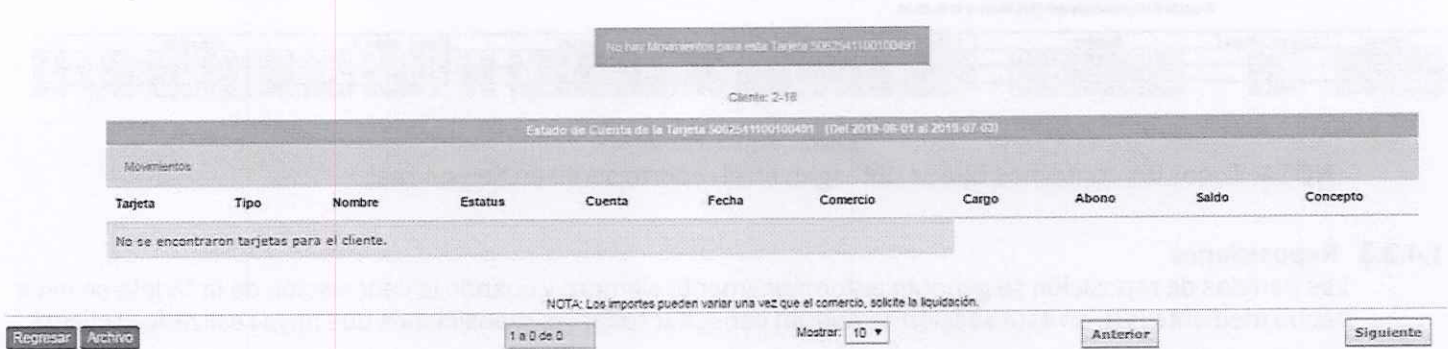 No hay Movimientos para esta Tarjeta 5062541100100491
Cliente: 2-18
Estado de Cuenta de la Tarjeta 5062541100100491 (Del 2019-06-01 al 2019-07-03)
Movimientos
Tarjeta Tipo Nombre Estatus Cuenta Fecha Comercio Cargo Abono Saldo Concepto
No se encontraron tarjetas para el cliente.
NOTA: Los importes pueden variar una vez que el comercio, solicite la liquidación.
Regresar Archivo 1 a 0 de 0 Mostrar: 10 Anterior Siguiente